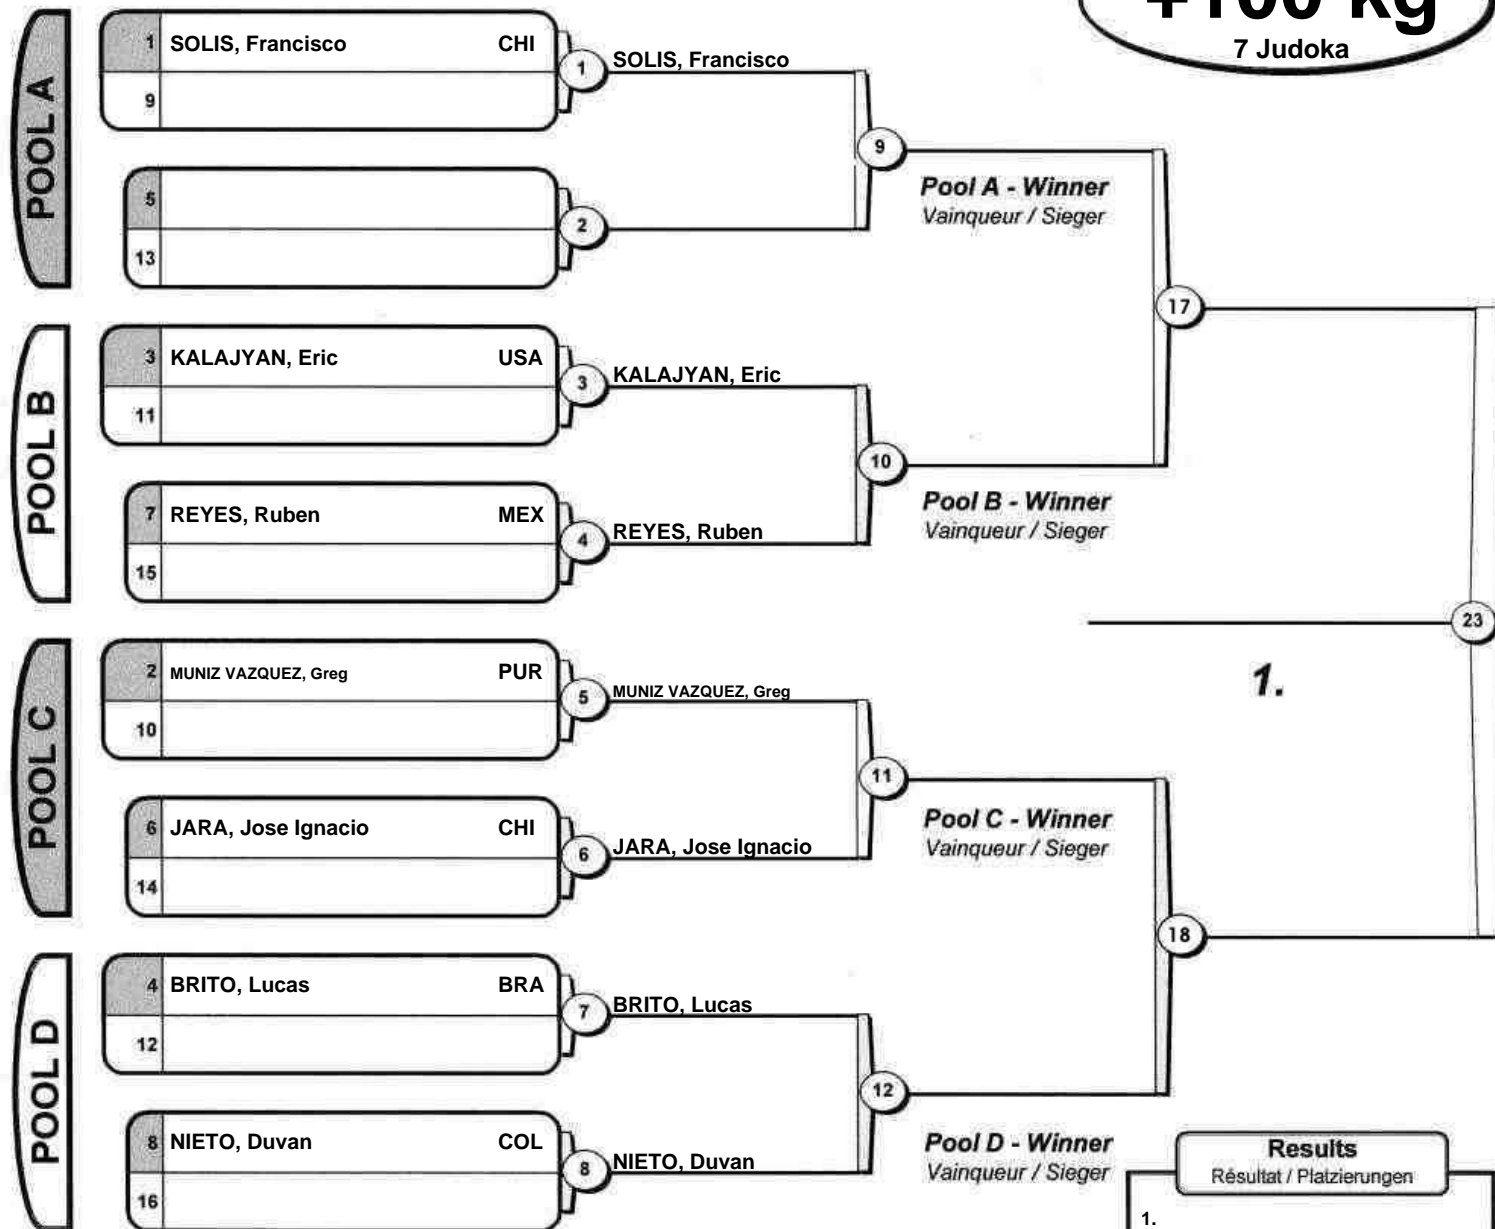 +100 kg
7 Judoka
POOL A
1 SOLIS, Francisco CHI
9
1 SOLIS, Francisco
5
13
2
9
Pool A - Winner
Vainqueur / Sieger
POOL B
3 KALAJYAN, Eric USA
11
3 KALAJYAN, Eric
7 REYES, Ruben MEX
15
4 REYES, Ruben
10
Pool B - Winner
Vainqueur / Sieger
17
23
1.
POOL C
2 MUNIZ VAZQUEZ, Greg PUR
10
5 MUNIZ VAZQUEZ, Greg
6 JARA, Jose Ignacio CHI
14
6 JARA, Jose Ignacio
11
Pool C - Winner
Vainqueur / Sieger
18
POOL D
4 BRITO, Lucas BRA
12
7 BRITO, Lucas
8 NIETO, Duvan COL
16
8 NIETO, Duvan
12
Pool D - Winner
Vainqueur / Sieger
Results
Résultat / Platzierungen
1.